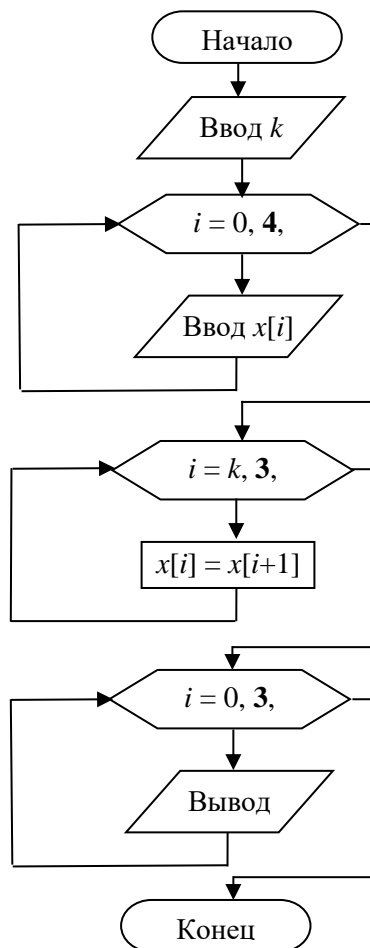 Начало
Ввод k
i = 0, 4,
Ввод x[i]
i = k, 3,
x[i] = x[i+1]
i = 0, 3,
Вывод
Конец